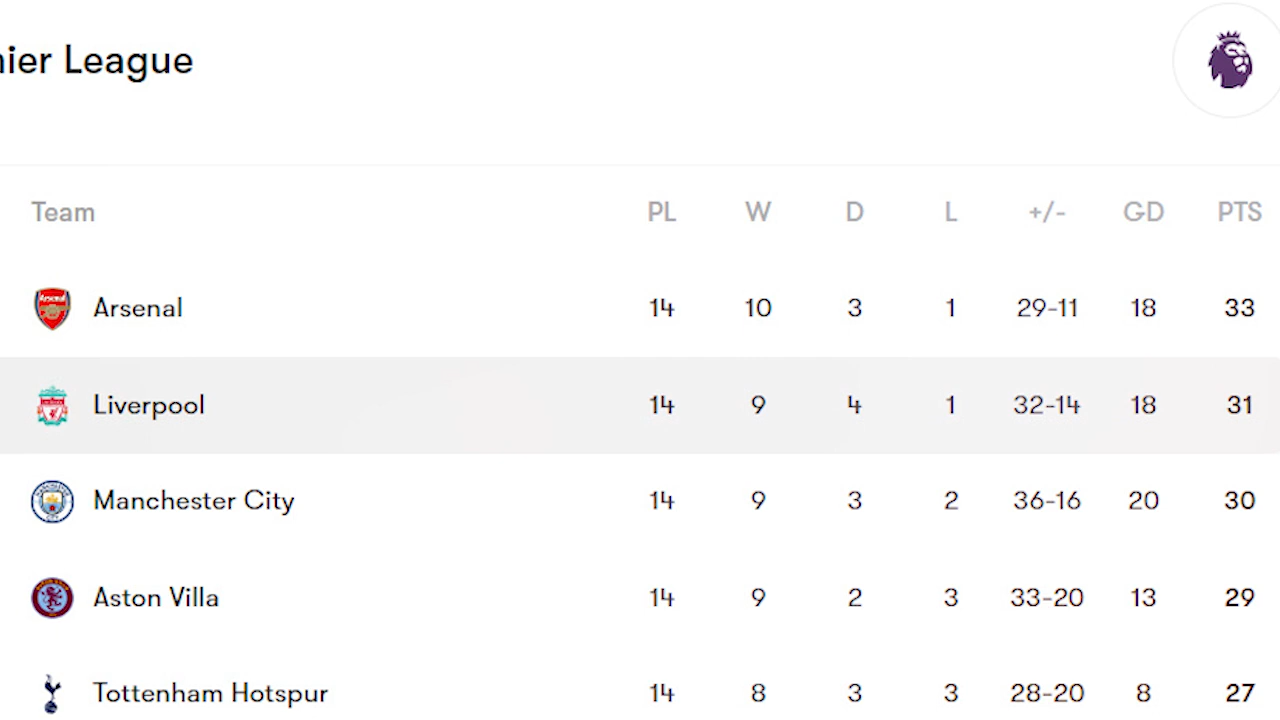 nier League
Team PL W D L +/- GD PTS
Arsenal 14 10 3 1 29-11 18 33
Liverpool 14 9 4 1 32-14 18 31
Manchester City 14 9 3 2 36-16 20 30
Aston Villa 14 9 2 3 33-20 13 29
Tottenham Hotspur 14 8 3 3 28-20 8 27